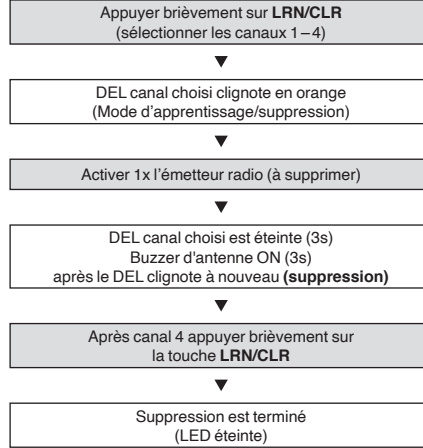 Appuyer brièvement sur LRN/CLR
(sélectionner les canaux 1–4)
DEL canal choisi clignote en orange
(Mode d'apprentissage/suppression)
Activer 1x l'émetteur radio (à supprimer)
DEL canal choisi est éteinte (3s)
Buzzer d'antenne ON (3s)
après le DEL clignote à nouveau (suppression)
Après canal 4 appuyer brièvement sur
la touche LRN/CLR
Suppression est terminé
(LED éteinte)